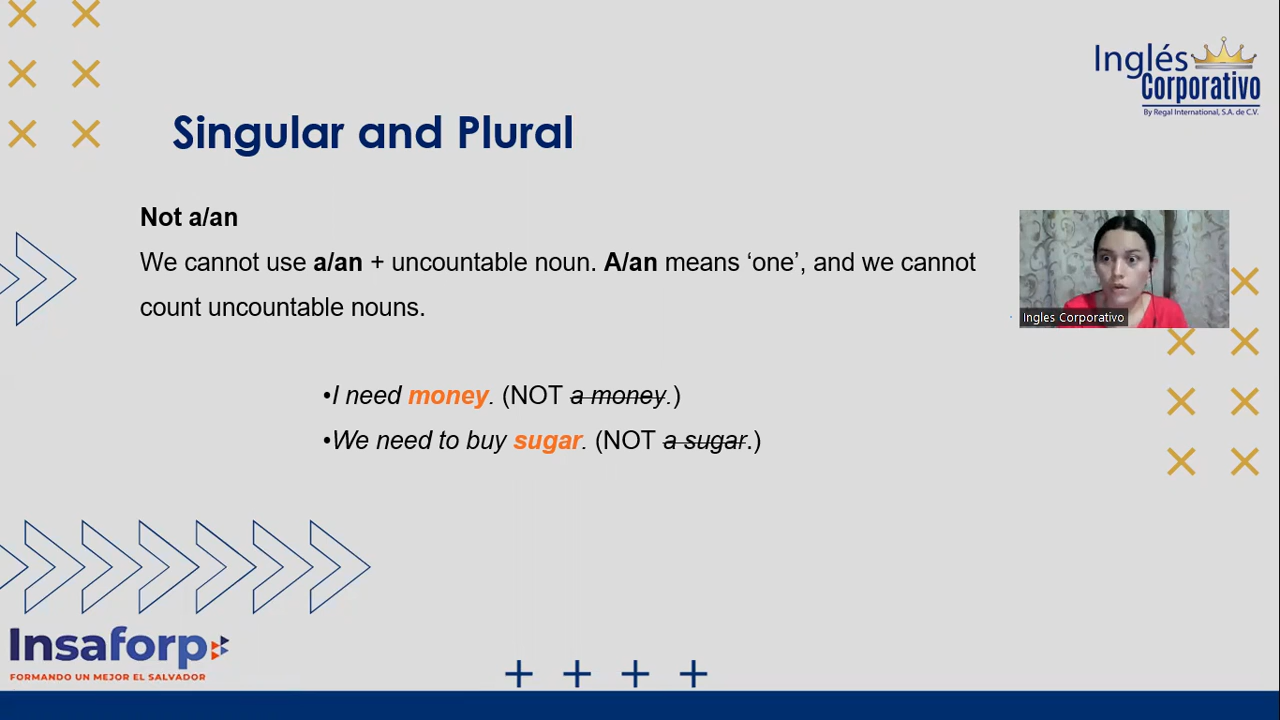 Inglés
Corporativo
By Regal International, S.A. de C.V.
Singular and Plural
Not a/an
We cannot use a/an + uncountable noun. A/an means ‘one’, and we cannot
count uncountable nouns.
•I need money. (NOT a money.)
•We need to buy sugar. (NOT a sugar.)
Ingles Corporativo
Insaforp
FORMANDO UN MEJOR EL SALVADOR